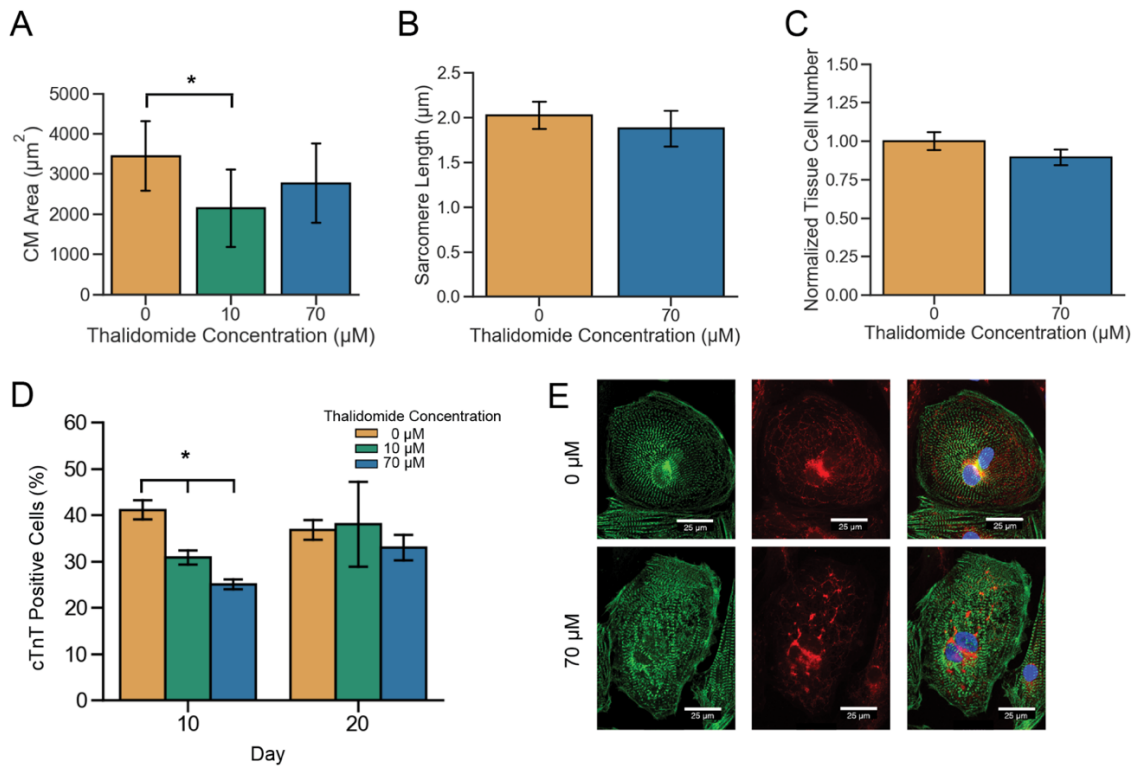 A
*
CM Area (µm²)
5000
4000
3000
2000
1000
0
0 10 70
Thalidomide Concentration (µM)
B
Sarcomere Length (µm)
2.5
2.0
1.5
1.0
0.5
0.0
0 70
Thalidomide Concentration (µM)
C
Normalized Tissue Cell Number
1.50
1.25
1.00
0.75
0.50
0.25
0.00
0 70
Thalidomide Concentration (µM)
D
Thalidomide Concentration
0 µM
10 µM
70 µM
*
cTnT Positive Cells (%)
60
50
40
30
20
10
0
10 20
Day
E
0 µM
25 µm
25 µm
25 µm
70 µM
25 µm
25 µm
25 µm